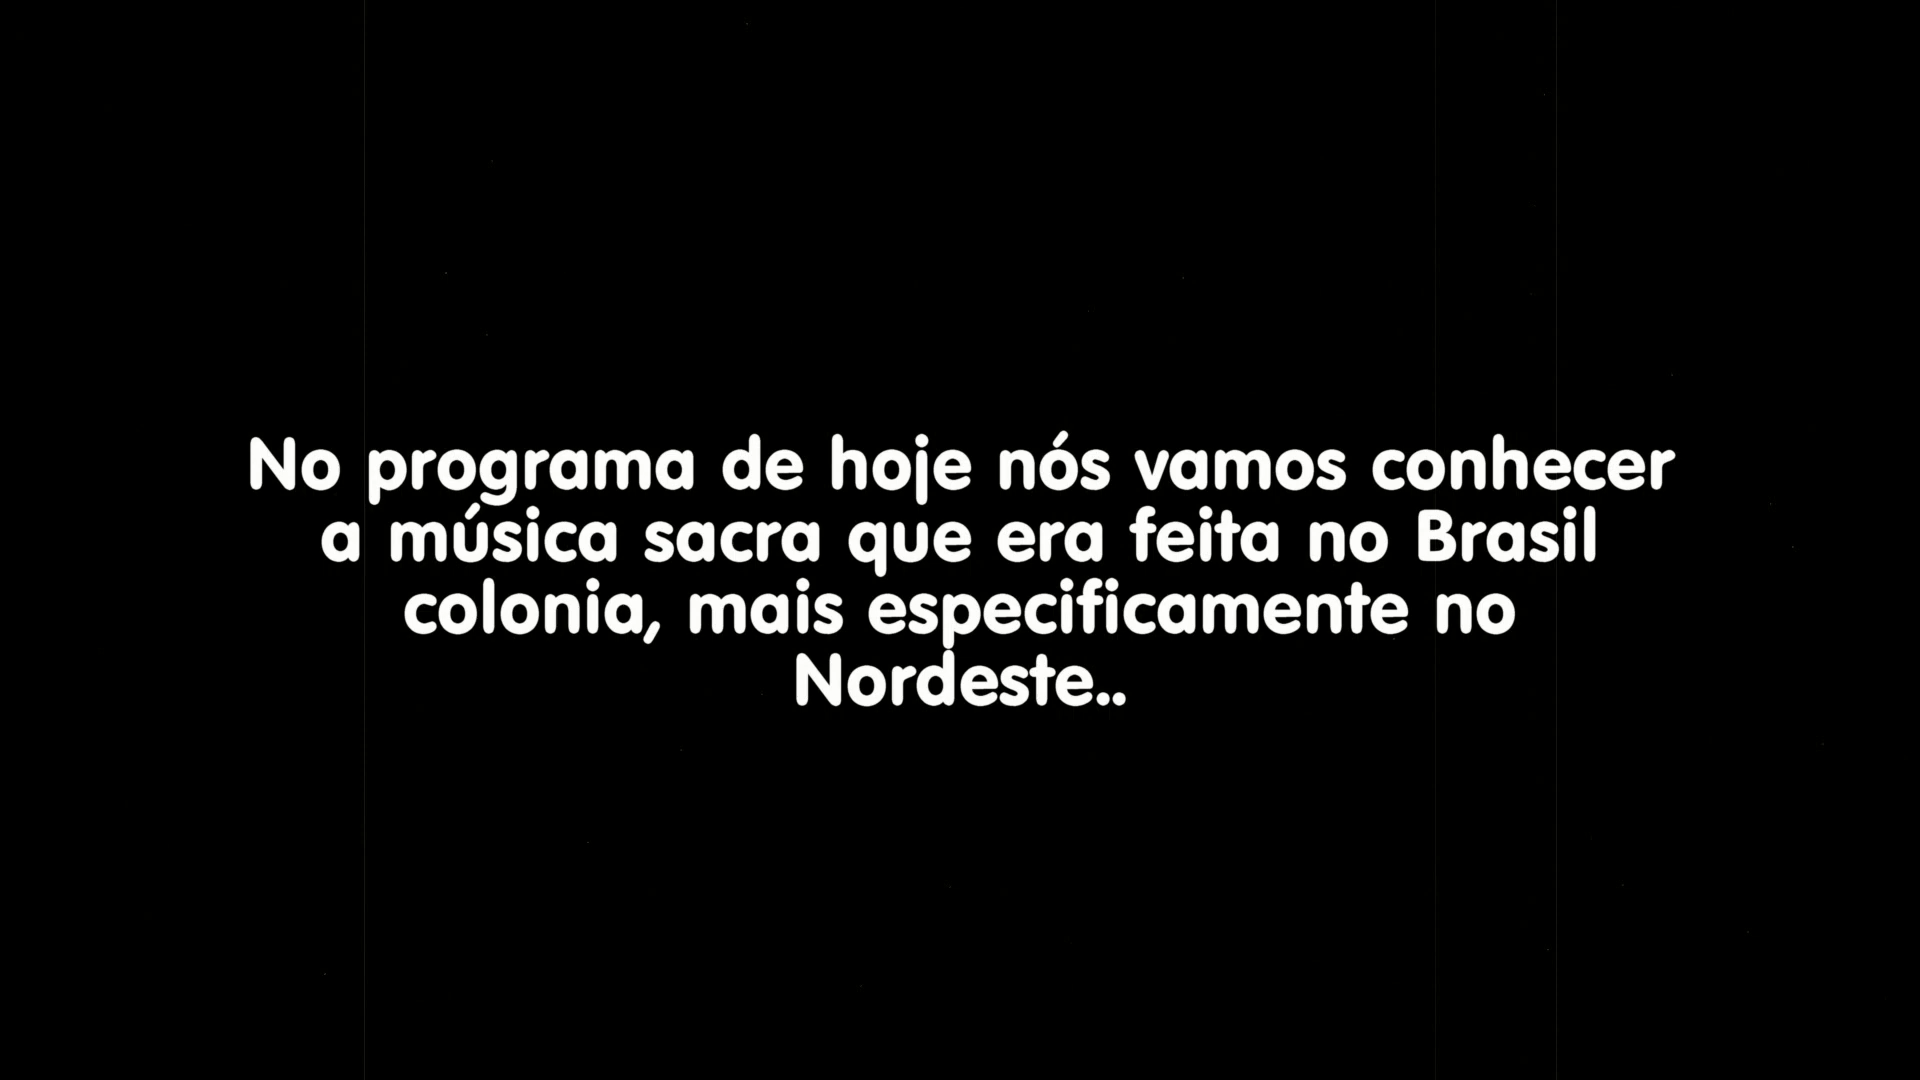 No programa de hoje nós vamos conhecer
a música sacra que era feita no Brasil
colonia, mais especificamente no
Nordeste..